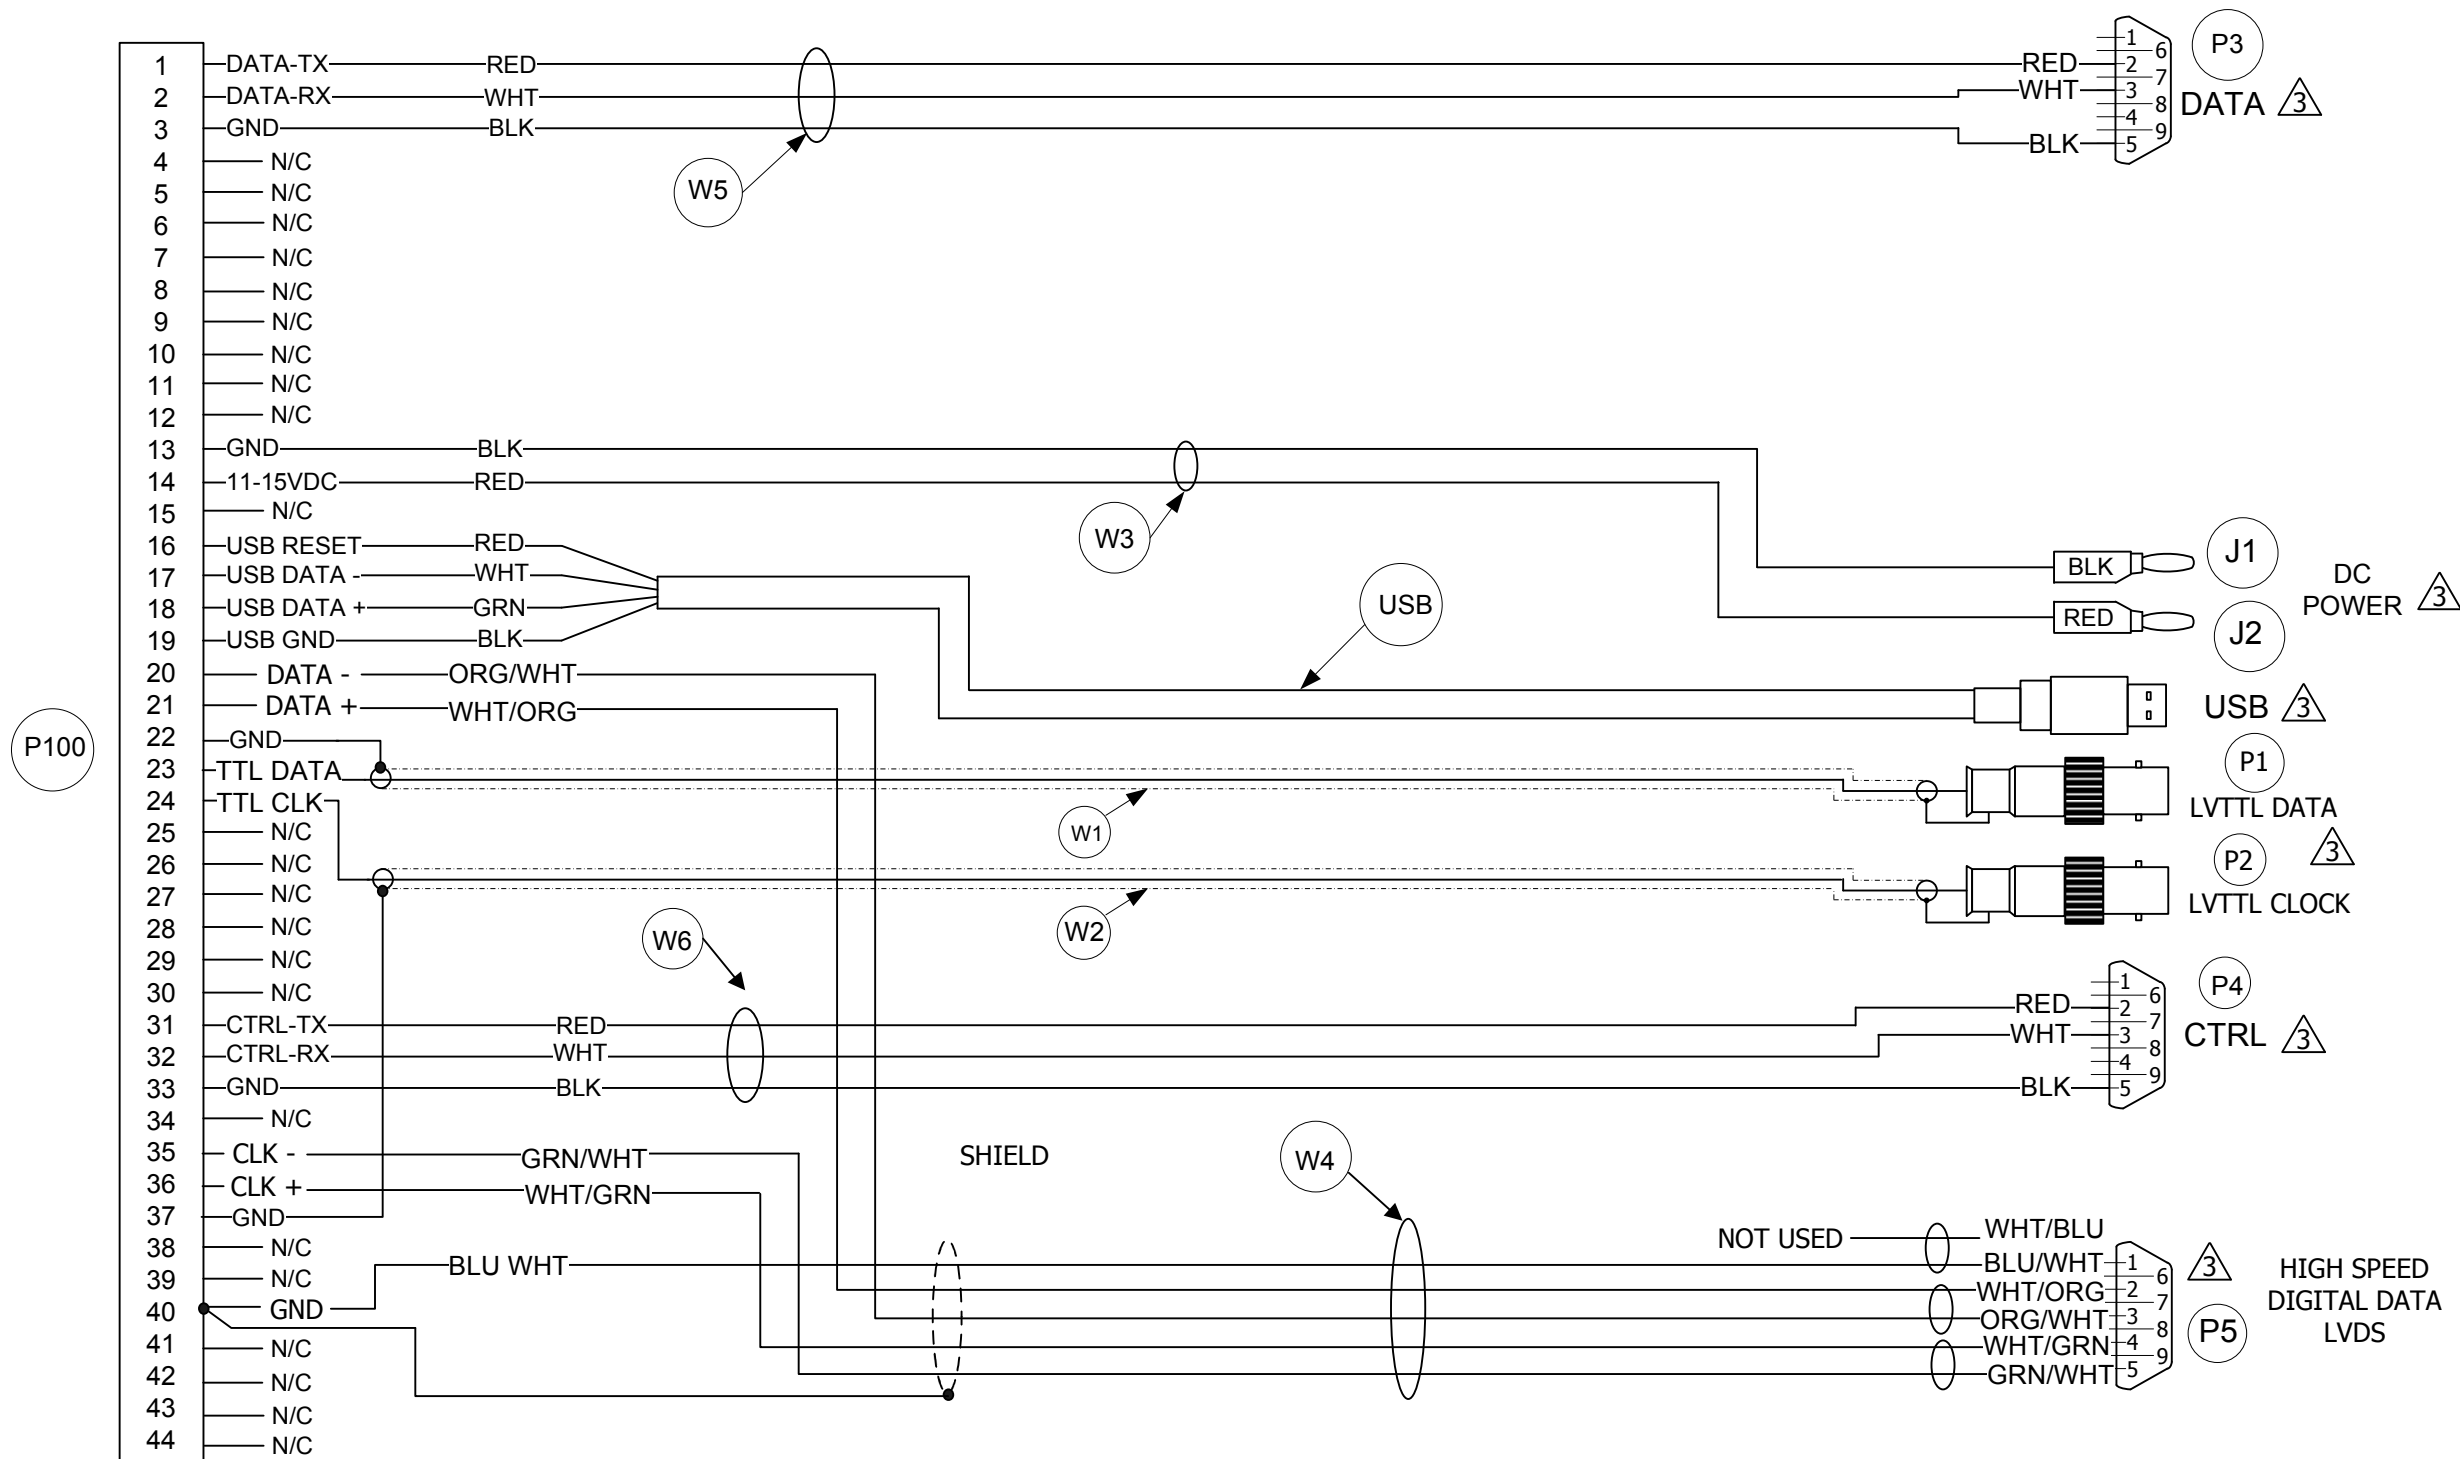 P100
1 DATA-TX RED
2 DATA-RX WHT
3 GND BLK
4 N/C
5 N/C
6 N/C
7 N/C
8 N/C
9 N/C
10 N/C
11 N/C
12 N/C
13 GND BLK
14 11-15VDC RED
15 N/C
16 USB RESET RED
17 USB DATA - WHT
18 USB DATA + GRN
19 USB GND BLK
20 DATA - ORG/WHT
21 DATA + WHT/ORG
22 GND
23 TTL DATA
24 TTL CLK
25 N/C
26 N/C
27 N/C
28 N/C
29 N/C
30 N/C
31 CTRL-TX RED
32 CTRL-RX WHT
33 GND BLK
34 N/C
35 CLK - GRN/WHT
36 CLK + WHT/GRN
37 GND
38 N/C
39 N/C
40 GND BLU WHT
41 N/C
42 N/C
43 N/C
44 N/C
W5
W3
USB
W1
W2
W6
SHIELD
W4
RED
WHT
BLK
1
6
2
7
3
8
4
9
5
P3
DATA 3
BLK
J1
RED
J2
DC
POWER 3
USB 3
P1
LVTTL DATA
3
P2
LVTTL CLOCK
RED
WHT
BLK
1
6
2
7
3
8
4
9
5
P4
CTRL 3
NOT USED WHT/BLU
BLU/WHT
WHT/ORG
ORG/WHT
WHT/GRN
GRN/WHT
1
6
2
7
3
8
4
9
5
3
P5
HIGH SPEED
DIGITAL DATA
LVDS